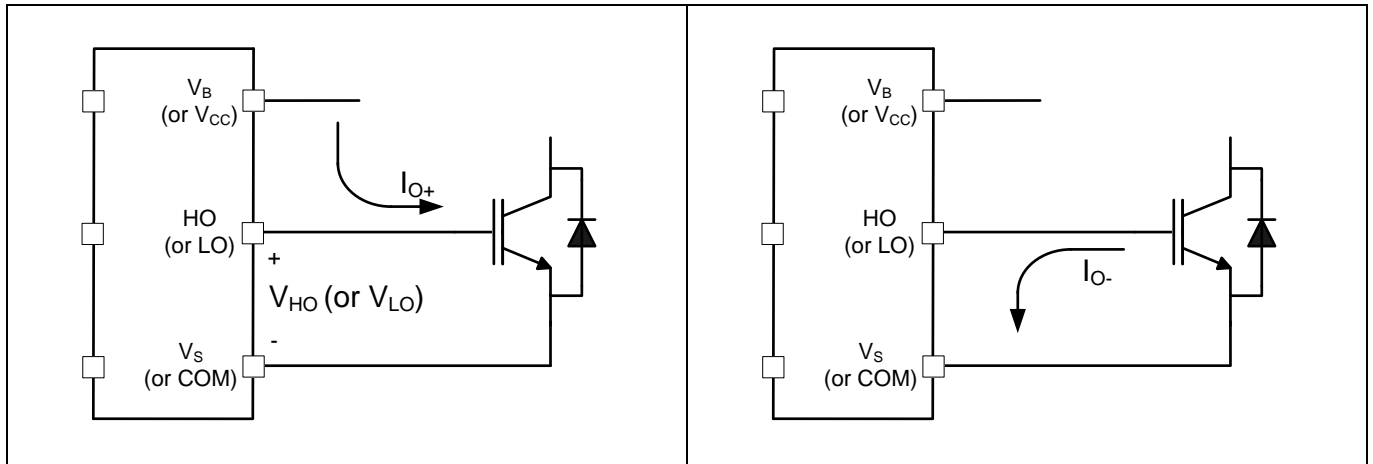 V_B
(or V_CC)
I_O+
HO
(or LO)
+
V_HO (or V_LO)
-
V_S
(or COM)
V_B
(or V_CC)
HO
(or LO)
I_O-
V_S
(or COM)